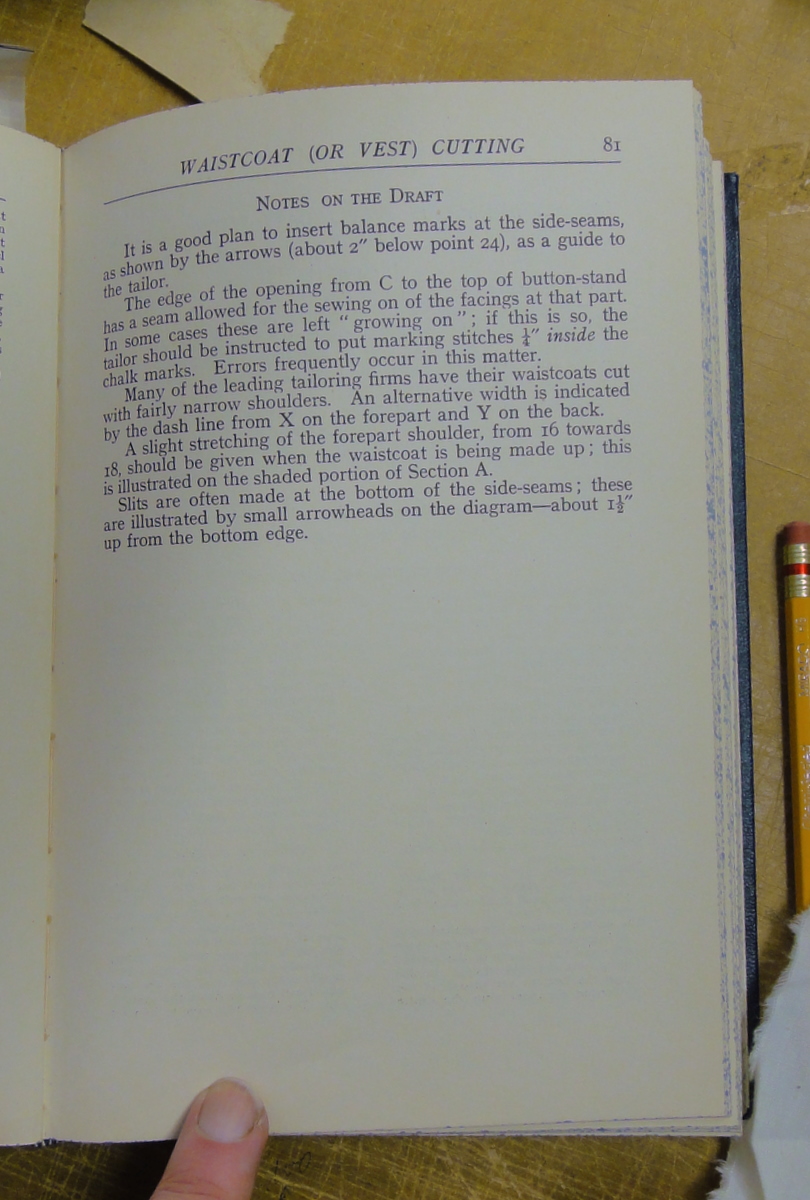 WAISTCOAT (OR VEST) CUTTING 81
NOTES ON THE DRAFT
It is a good plan to insert balance marks at the side-seams,
as shown by the arrows (about 2″ below point 24), as a guide to
the tailor.
The edge of the opening from C to the top of button-stand
has a seam allowed for the sewing on of the facings at that part.
In some cases these are left “growing on”; if this is so, the
tailor should be instructed to put marking stitches ¼″ inside the
chalk marks. Errors frequently occur in this matter.
Many of the leading tailoring firms have their waistcoats cut
with fairly narrow shoulders. An alternative width is indicated
by the dash line from X on the forepart and Y on the back.
A slight stretching of the forepart shoulder, from 16 towards
18, should be given when the waistcoat is being made up; this
is illustrated on the shaded portion of Section A.
Slits are often made at the bottom of the side-seams; these
are illustrated by small arrowheads on the diagram—about 1½″
up from the bottom edge.